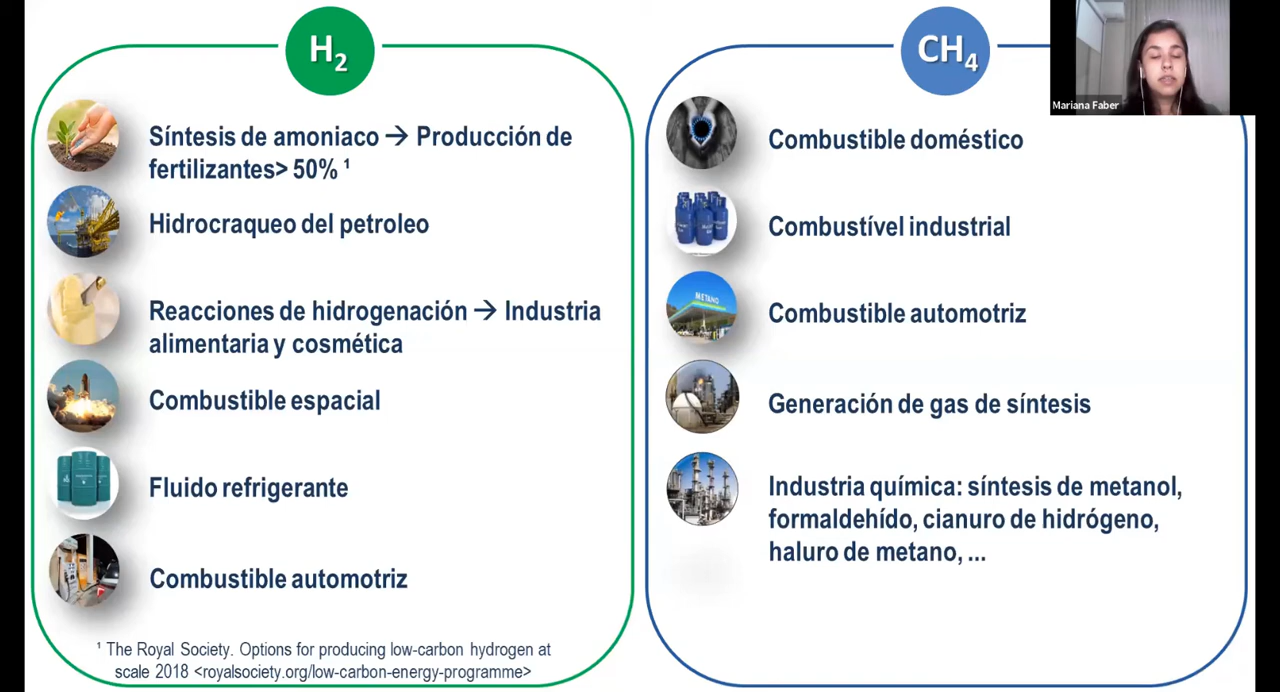 H2
Síntesis de amoniaco → Producción de
fertilizantes> 50% ¹
Hidrocraqueo del petroleo
Reacciones de hidrogenación → Industria
alimentaria y cosmética
Combustible espacial
Fluido refrigerante
Combustible automotriz
¹ The Royal Society. Options for producing low-carbon hydrogen at
scale 2018 <royalsociety.org/low-carbon-energy-programme>
CH4
Combustible doméstico
Combustível industrial
METANO
Combustible automotriz
Generación de gas de síntesis
Industria química: síntesis de metanol,
formaldehído, cianuro de hidrógeno,
haluro de metano, ...
Mariana Faber